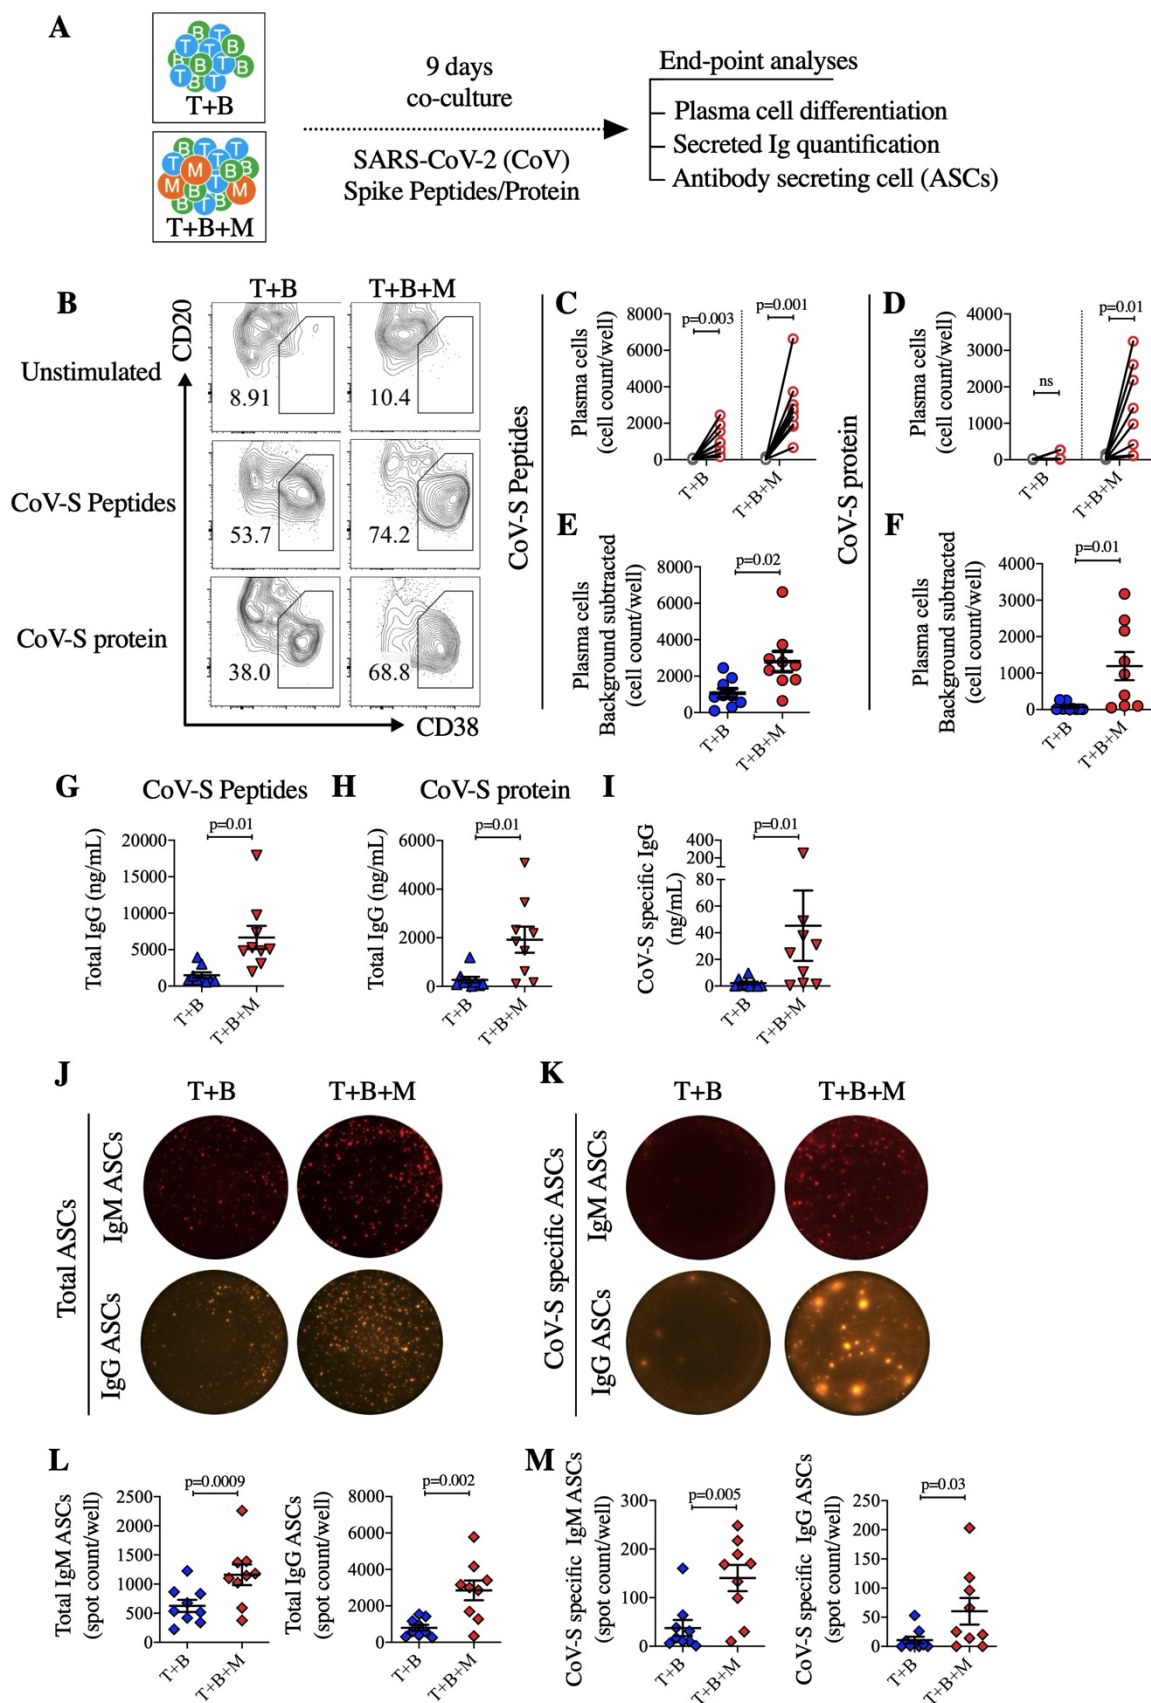 A
T B
T+B
T B M
T+B+M
9 days
co-culture
SARS-CoV-2 (CoV)
Spike Peptides/Protein
End-point analyses
Plasma cell differentiation
Secreted Ig quantification
Antibody secreting cell (ASCs)
B
T+B
T+B+M
CD20
Unstimulated
8.91
10.4
CoV-S Peptides
53.7
74.2
CoV-S protein
38.0
68.8
CD38
CoV-S Peptides
C
Plasma cells
(cell count/well)
8000
6000
4000
2000
0
p=0.003
p=0.001
T+B
T+B+M
CoV-S protein
D
Plasma cells
(cell count/well)
4000
3000
2000
1000
0
ns
p=0.01
T+B
T+B+M
E
Plasma cells
Background subtracted
(cell count/well)
8000
6000
4000
2000
0
p=0.02
T+B
T+B+M
F
Plasma cells
Background subtracted
(cell count/well)
4000
3000
2000
1000
0
p=0.01
T+B
T+B+M
G
CoV-S Peptides
Total IgG (ng/mL)
20000
15000
10000
5000
0
p=0.01
T+B
T+B+M
H
CoV-S protein
Total IgG (ng/mL)
6000
4000
2000
0
p=0.01
T+B
T+B+M
I
CoV-S specific IgG
(ng/mL)
400
200
80
60
40
20
0
p=0.01
T+B
T+B+M
J
T+B
T+B+M
Total ASCs
IgM ASCs
IgG ASCs
K
T+B
T+B+M
CoV-S specific ASCs
IgM ASCs
IgG ASCs
L
Total IgM ASCs
(spot count/well)
2500
2000
1500
1000
500
0
p=0.0009
T+B
T+B+M
Total IgG ASCs
(spot count/well)
8000
6000
4000
2000
0
p=0.002
T+B
T+B+M
M
CoV-S specific IgM ASCs
(spot count/well)
300
200
100
0
p=0.005
T+B
T+B+M
CoV-S specific IgG ASCs
(spot count/well)
250
200
150
100
50
0
p=0.03
T+B
T+B+M